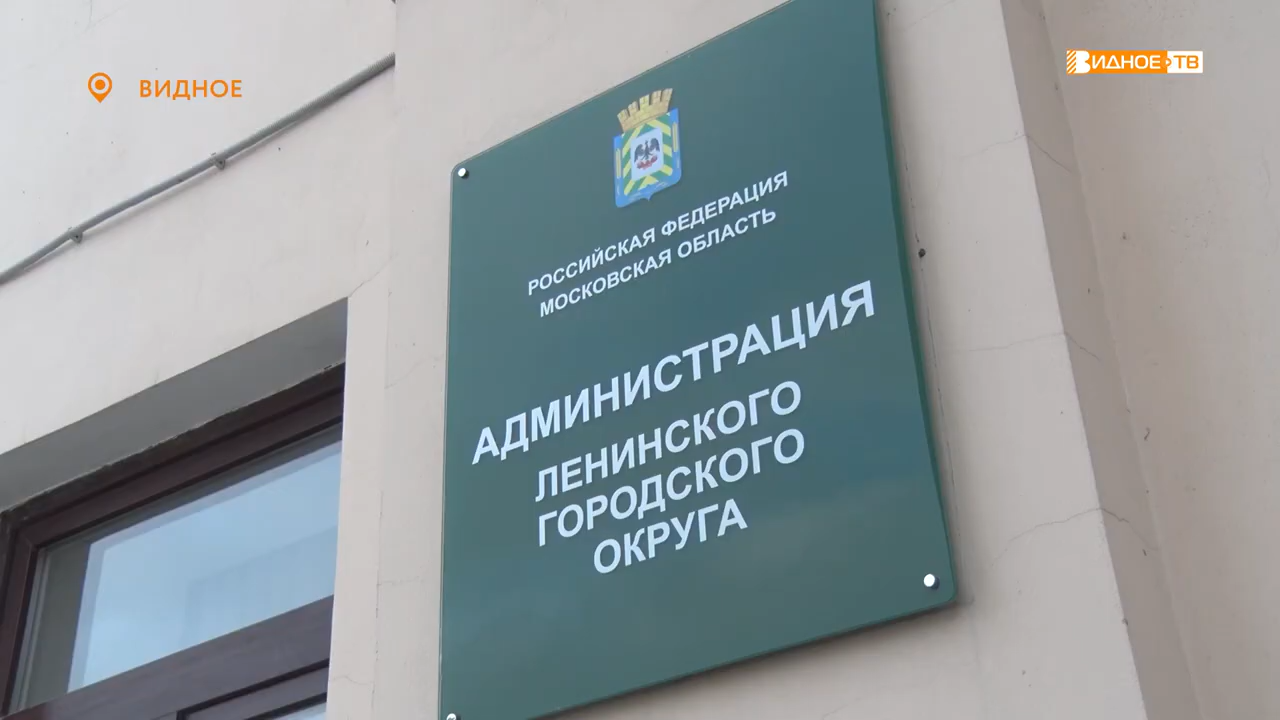 ВИДНОЕ
ВИДНОЕ ТВ
РОССИЙСКАЯ ФЕДЕРАЦИЯ
МОСКОВСКАЯ ОБЛАСТЬ
АДМИНИСТРАЦИЯ
ЛЕНИНСКОГО
ГОРОДСКОГО
ОКРУГА